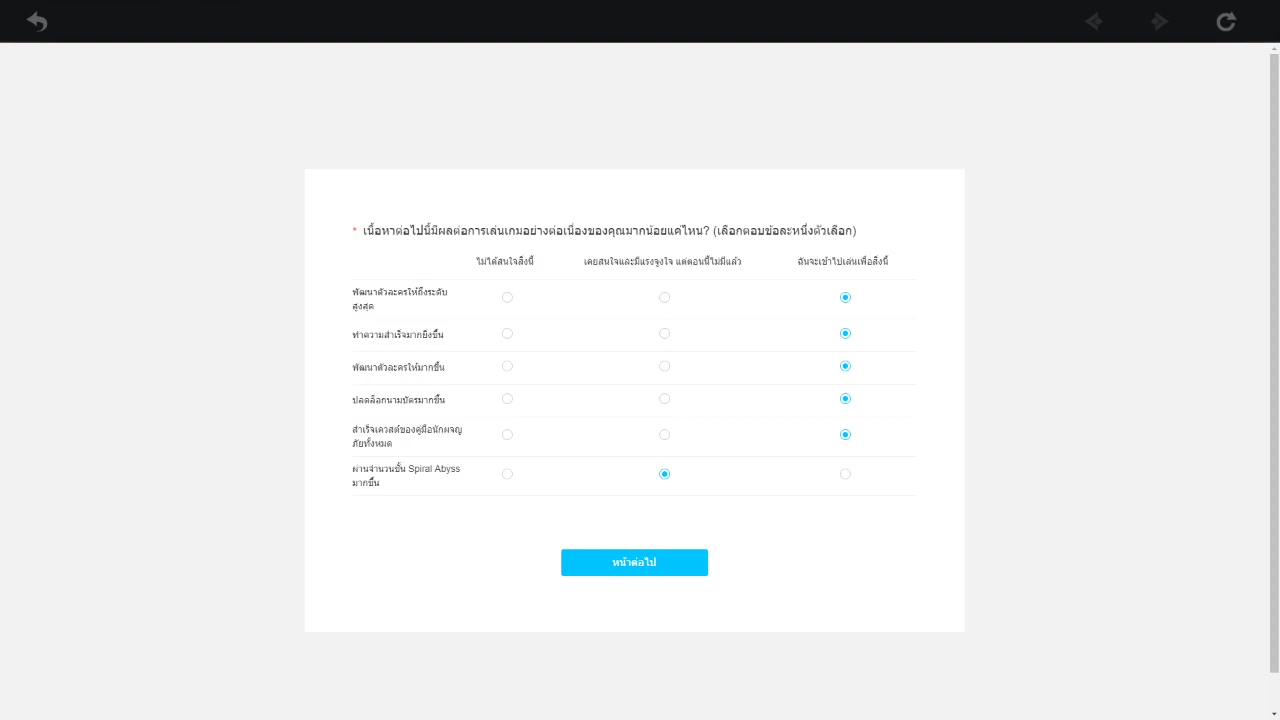 * เนื้อหาต่อไปนี้มีผลต่อการเล่นเกมอย่างต่อเนื่องของคุณมากน้อยแค่ไหน? (เลือกตอบข้อละหนึ่งตัวเลือก)
ไม่ได้สนใจสิ่งนี้ เคยสนใจและมีแรงจูงใจ แต่ตอนนี้ไม่มีแล้ว ฉันจะเข้าไปเล่นเพื่อสิ่งนี้
พัฒนาตัวละครให้ถึงระดับ
สูงสุด
ทำความสำเร็จมากยิ่งขึ้น
พัฒนาตัวละครให้มากขึ้น
ปลดล็อกนามบัตรมากขึ้น
สำเร็จเควสต์ของคู่มือนักผจญ
ภัยทั้งหมด
ผ่านจำนวนชั้น Spiral Abyss
มากขึ้น
หน้าต่อไป